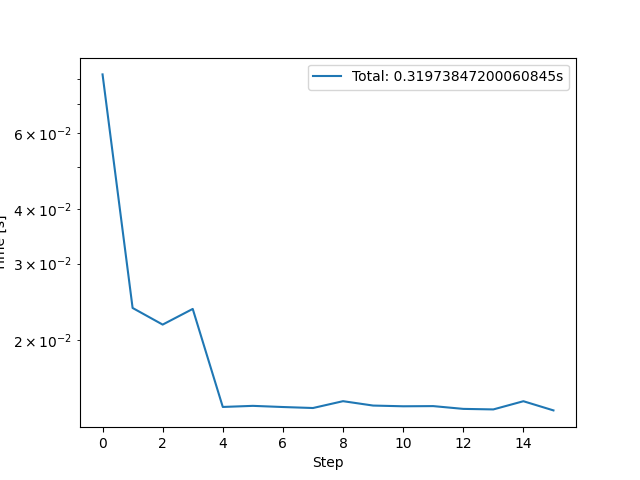 Total: 0.31973847200060845s
6 × 10⁻²
4 × 10⁻²
3 × 10⁻²
2 × 10⁻²
0 2 4 6 8 10 12 14
Step